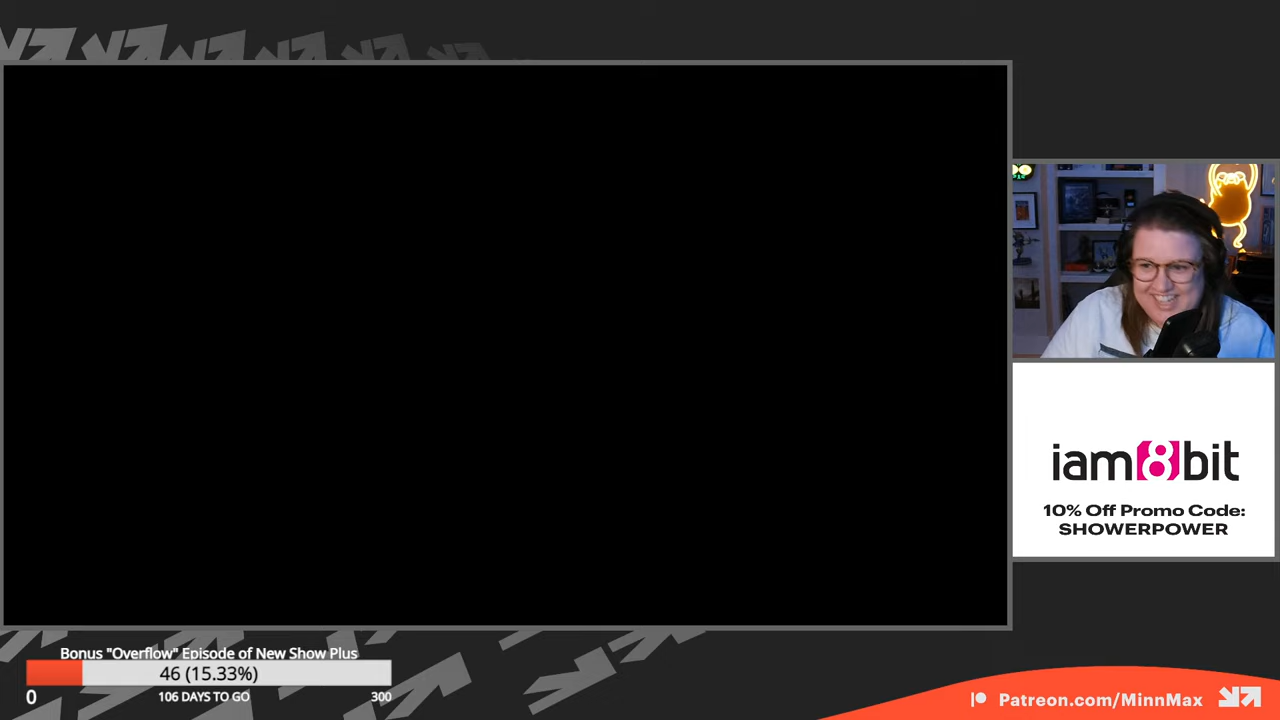 iam8bit
10% Off Promo Code:
SHOWERPOWER
Bonus "Overflow" Episode of New Show Plus
46 (15.33%)
0
106 DAYS TO GO
300
Patreon.com/MinnMax